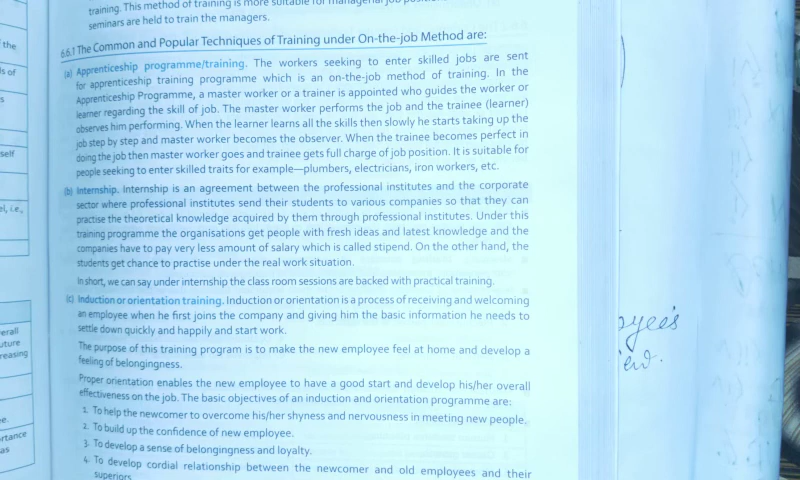 training. This method of training is more suitable for managerial job
seminars are held to train the managers.
6.6.1 The Common and Popular Techniques of Training under On-the-job Method are:
(a) Apprenticeship programme/training. The workers seeking to enter skilled jobs are sent
for apprenticeship training programme which is an on-the-job method of training. In the
Apprenticeship Programme, a master worker or a trainer is appointed who guides the worker or
learner regarding the skill of job. The master worker performs the job and the trainee (learner)
observes him performing. When the learner learns all the skills then slowly he starts taking up the
job step by step and master worker becomes the observer. When the trainee becomes perfect in
doing the job then master worker goes and trainee gets full charge of job position. It is suitable for
people seeking to enter skilled traits for example—plumbers, electricians, iron workers, etc.
(b) Internship. Internship is an agreement between the professional institutes and the corporate
sector where professional institutes send their students to various companies so that they can
practise the theoretical knowledge acquired by them through professional institutes. Under this
training programme the organisations get people with fresh ideas and latest knowledge and the
companies have to pay very less amount of salary which is called stipend. On the other hand, the
students get chance to practise under the real work situation.
In short, we can say under internship the class room sessions are backed with practical training.
(c) Induction or orientation training. Induction or orientation is a process of receiving and welcoming
an employee when he first joins the company and giving him the basic information he needs to
settle down quickly and happily and start work.
The purpose of this training program is to make the new employee feel at home and develop a
feeling of belongingness.
Proper orientation enables the new employee to have a good start and develop his/her overall
effectiveness on the job. The basic objectives of an induction and orientation programme are:
1. To help the newcomer to overcome his/her shyness and nervousness in meeting new people.
2. To build up the confidence of new employee.
3. To develop a sense of belongingness and loyalty.
4. To develop cordial relationship between the newcomer and old employees and their
superiors
the
s of
self
el, i.e.,
erall
uture
reasing
e.
rtance
as
oyee's